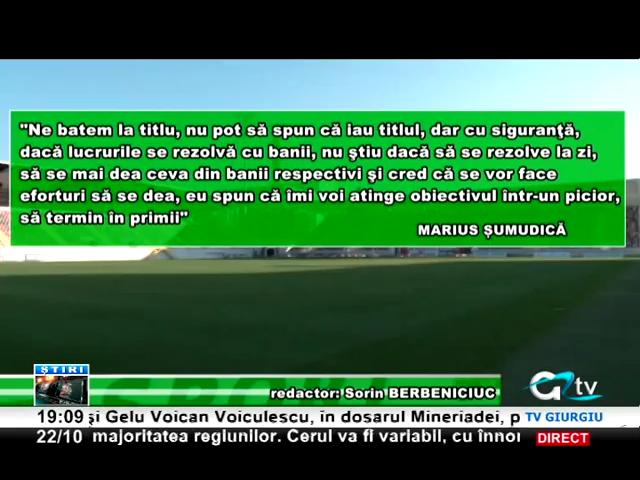 "Ne batem la titlu, nu pot să spun că iau titlul, dar cu siguranţă,
dacă lucrurile se rezolvă cu banii, nu ştiu dacă să se rezolve la zi,
să se mai dea ceva din banii respectivi şi cred că se vor face
eforturi să se dea, eu spun că îmi voi atinge obiectivul într-un picior,
să termin în primii"
MARIUS ŞUMUDICĂ
ŞTIRI
redactor: Sorin BERBENICIUC
G tv
19:09 şi Gelu Voican Voiculescu, în dosarul Mineriadei, p TV GIURGIU
22/10 majoritatea regiunilor. Cerul va fi variabil, cu înnor DIRECT